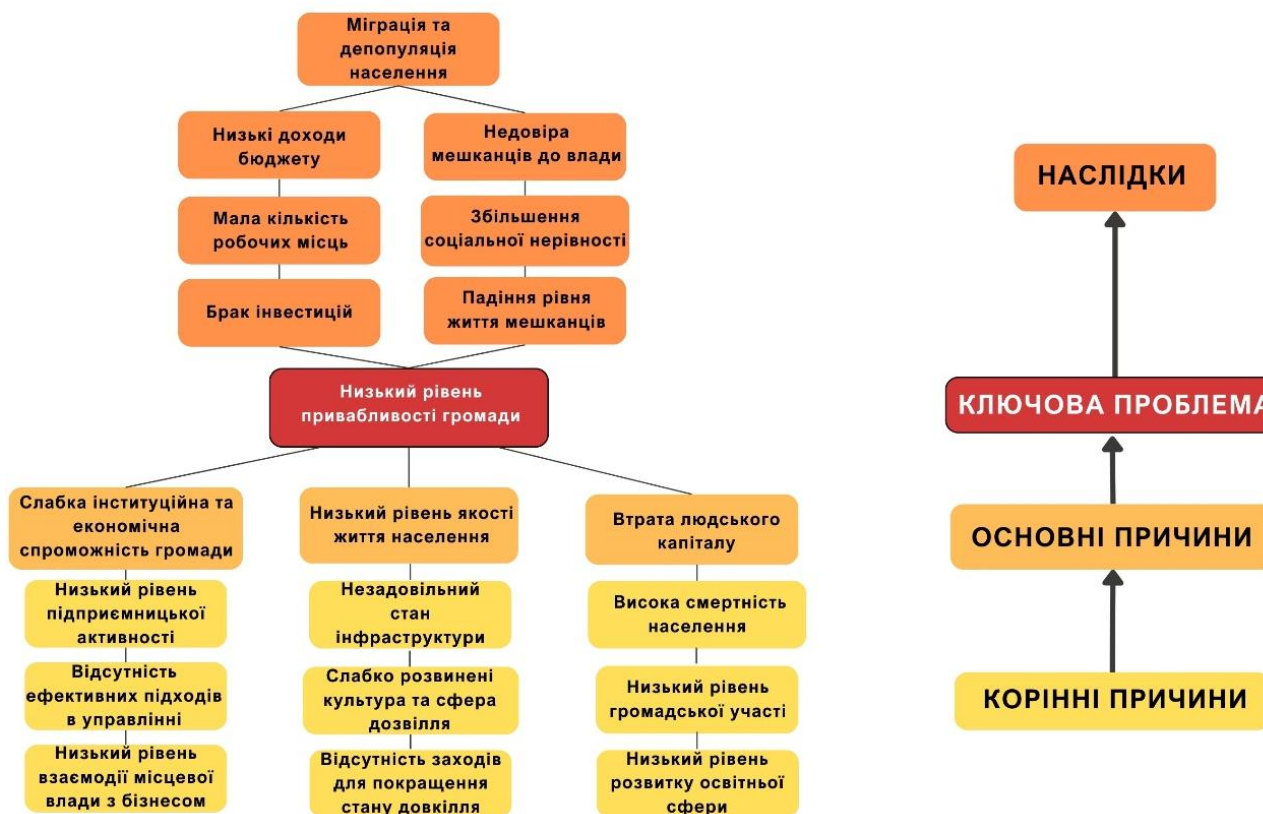 Міграція та
депопуляція
населення
Низькі доходи
бюджету
Недовіра
мешканців до влади
Мала кількість
робочих місць
Збільшення
соціальної нерівності
Брак інвестицій
Падіння рівня
життя мешканців
Низький рівень
привабливості громади
Слабка інституційна та
економічна
спроможність громади
Низький рівень якості
життя населення
Втрата людського
капіталу
Низький рівень
підприємницької
активності
Незадовільний
стан
інфраструктури
Висока смертність
населення
Відсутність
ефективних підходів
в управлінні
Слабко розвинені
культура та сфера
дозвілля
Низький рівень
громадської участі
Низький рівень
взаємодії місцевої
влади з бізнесом
Відсутність заходів
для покращення
стану довкілля
Низький рівень
розвитку освітньої
сфери
НАСЛІДКИ
КЛЮЧОВА ПРОБЛЕМА
ОСНОВНІ ПРИЧИНИ
КОРІННІ ПРИЧИНИ